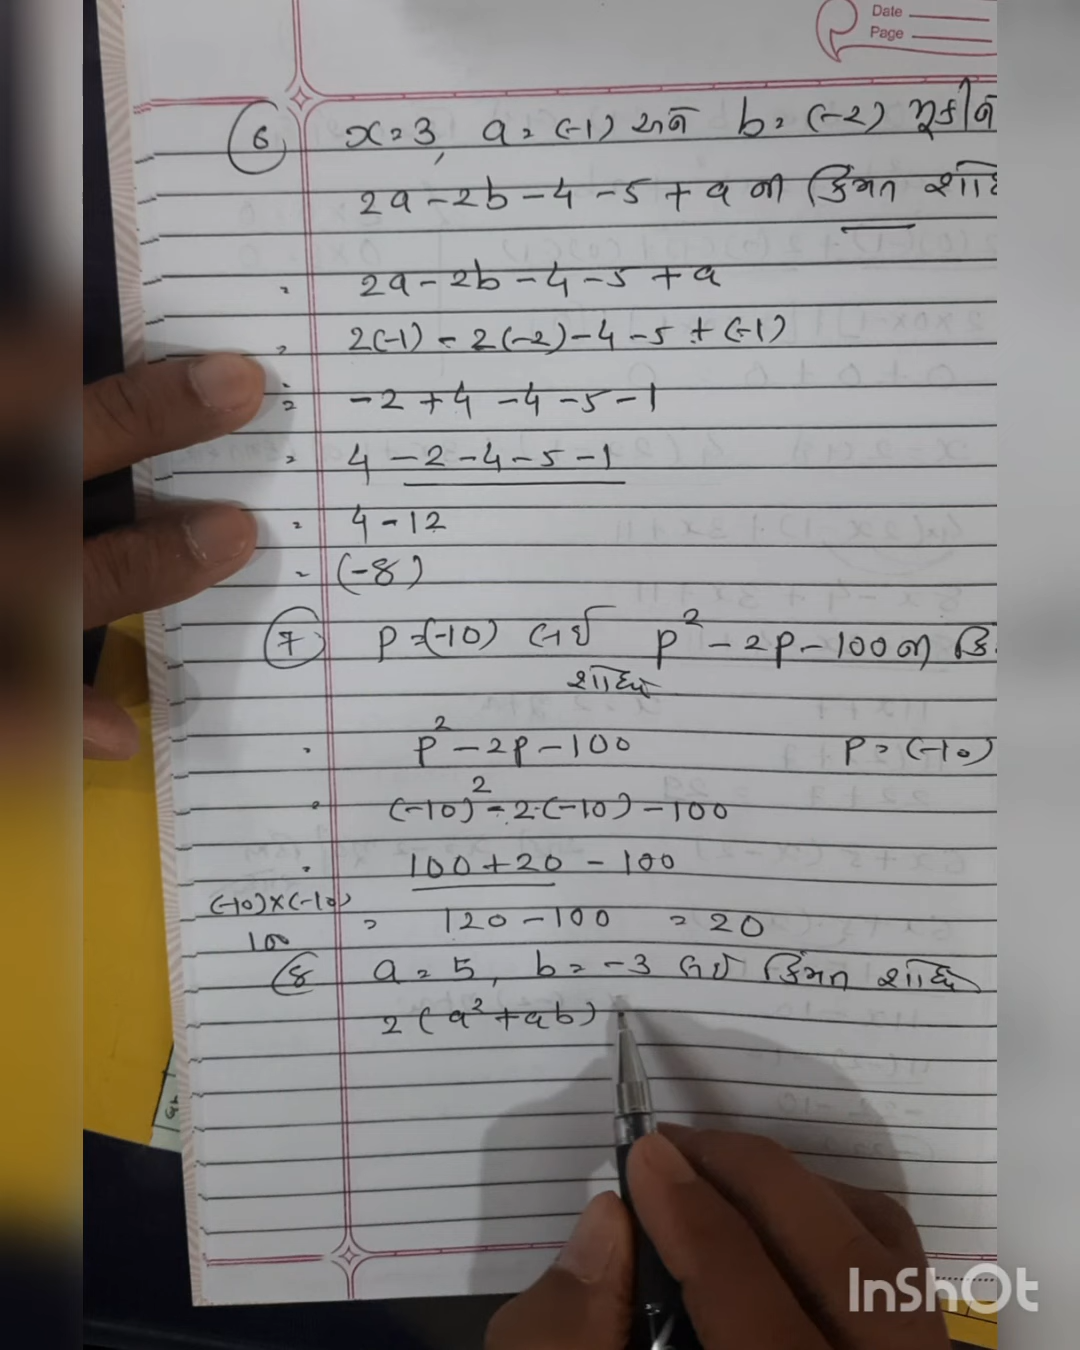 Date
Page
6 x = 3, a = (-1) અને b = (-2) મૂકીને
2a - 2b - 4 - 5 + a ની કિંમત શોધો
= 2a - 2b - 4 - 5 + a
= 2(-1) - 2(-2) - 4 - 5 + (-1)
= -2 + 4 - 4 - 5 - 1
= 4 - 2 - 4 - 5 - 1
= 4 - 12
= (-8)
7 P = (-10) તથઈ p² - 2p - 100 ની કિં
શોધો
p² - 2p - 100 P = (-10)
= (-10)² - 2·(-10) - 100
100 + 20 - 100
(-10)×(-10)
100
= 120 - 100 = 20
8 a = 5, b = -3 લઈ કિંમત શોધો
2(a² + ab)
InShOt